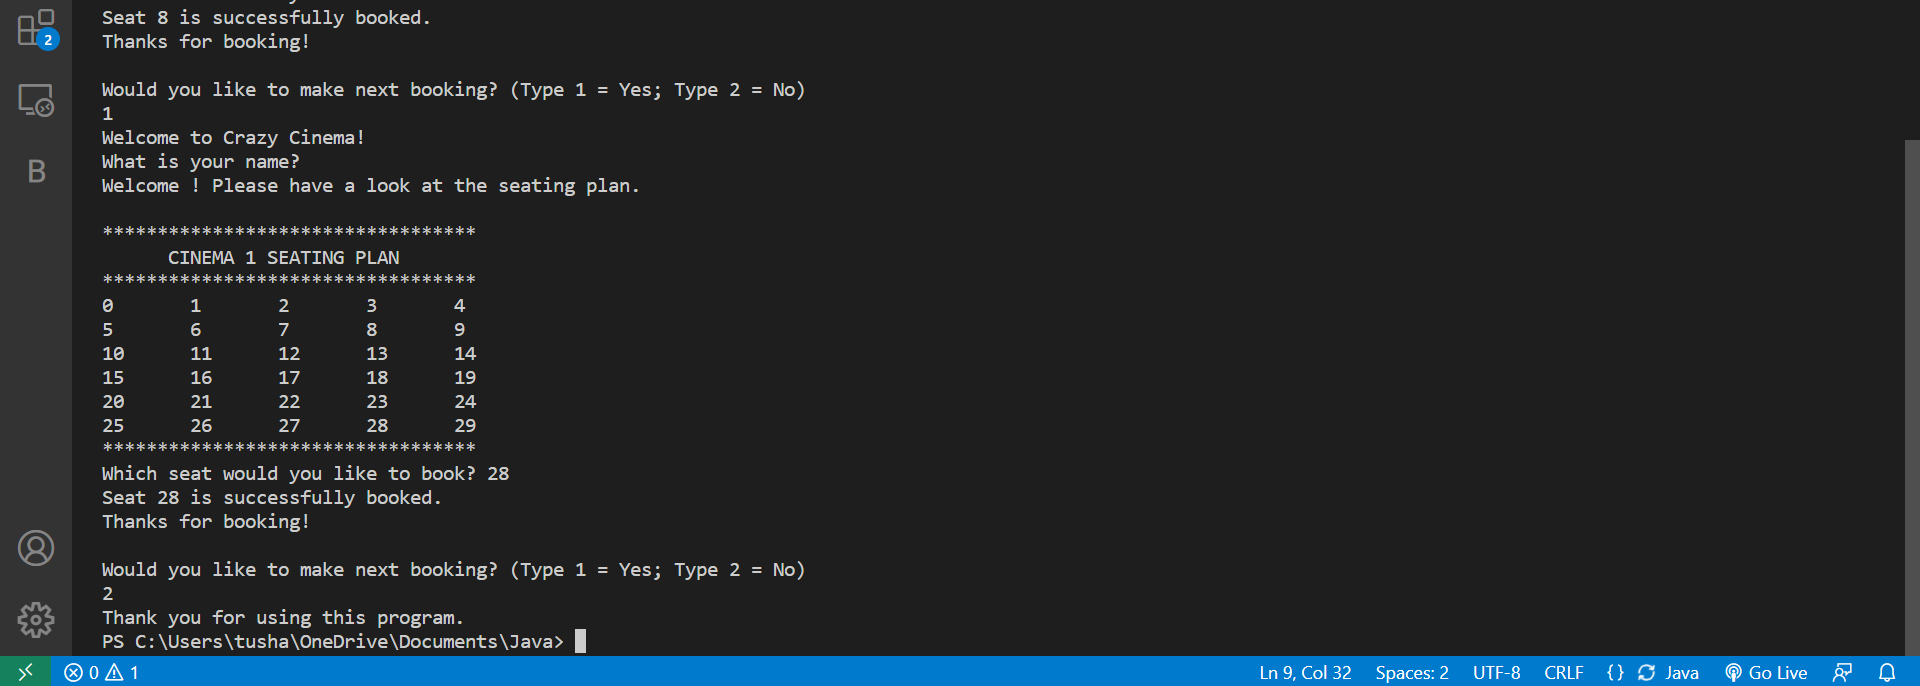 Seat 8 is successfully booked.
2
Thanks for booking!
Would you like to make next booking? (Type 1 = Yes; Type 2 = No)
1
Welcome to Crazy Cinema!
What is your name?
B
Welcome ! Please have a look at the seating plan.
**********************************
CINEMA 1 SEATING PLAN
**********************************
0 1 2 3 4
5 6 7 8 9
10 11 12 13 14
15 16 17 18 19
20 21 22 23 24
25 26 27 28 29
**********************************
Which seat would you like to book? 28
Seat 28 is successfully booked.
Thanks for booking!
Would you like to make next booking? (Type 1 = Yes; Type 2 = No)
2
Thank you for using this program.
PS C:\Users\tusha\OneDrive\Documents\Java>
0 1 Ln 9, Col 32 Spaces: 2 UTF-8 CRLF {} Java Go Live